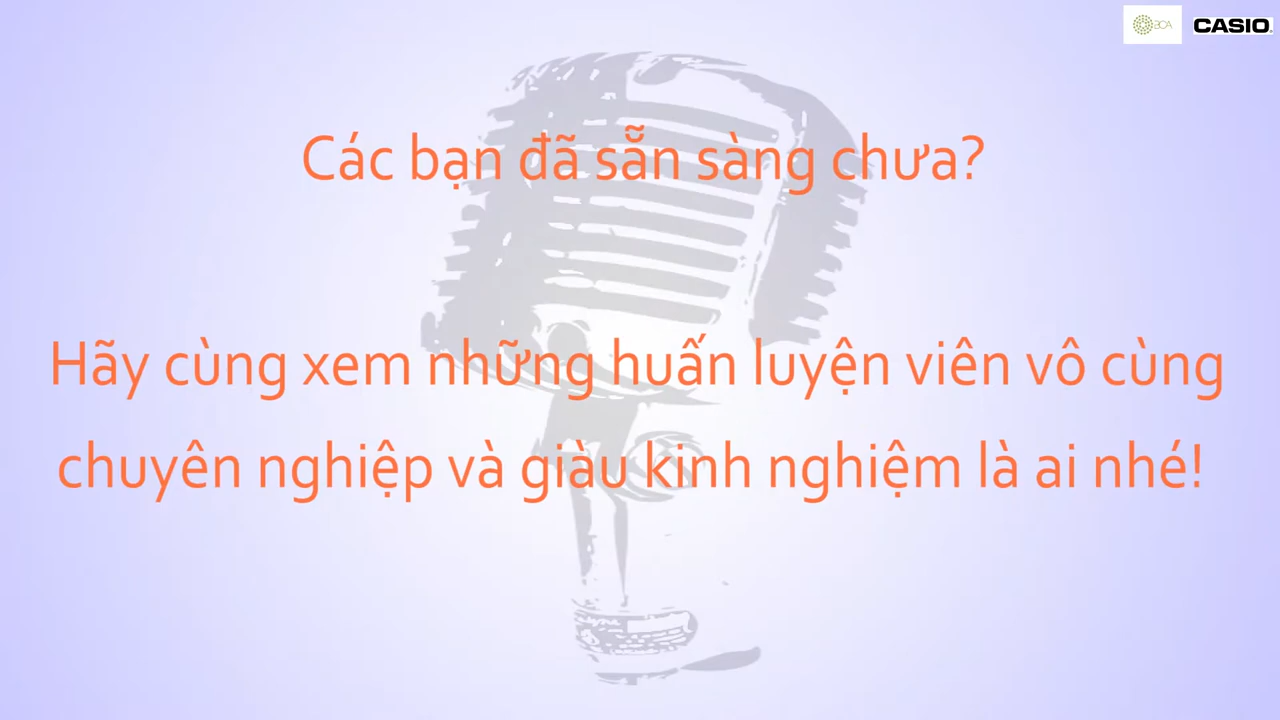 BCA
CASIO
Các bạn đã sẵn sàng chưa?
Hãy cùng xem những huấn luyện viên vô cùng
chuyên nghiệp và giàu kinh nghiệm là ai nhé!